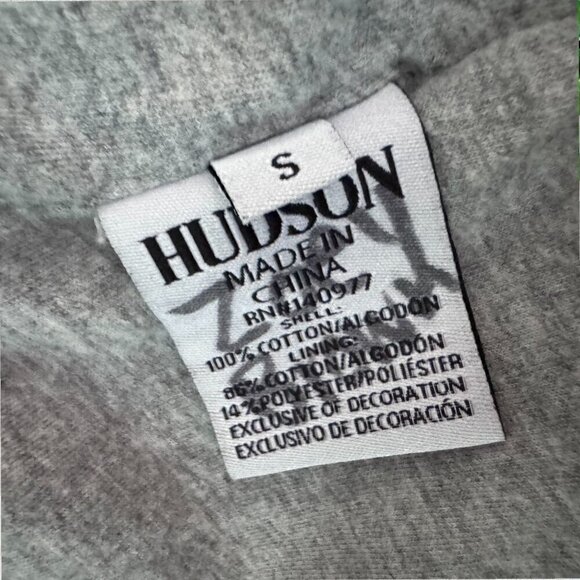 S
HUDSON
MADE IN
CHINA
RN#140977
SHELL:
100% COTTON/ALGODÓN
LINING:
86% COTTON/ALGODÓN
14% POLYESTER/POLIÉSTER
EXCLUSIVE OF DECORATION
EXCLUSIVO DE DECORACIÓN